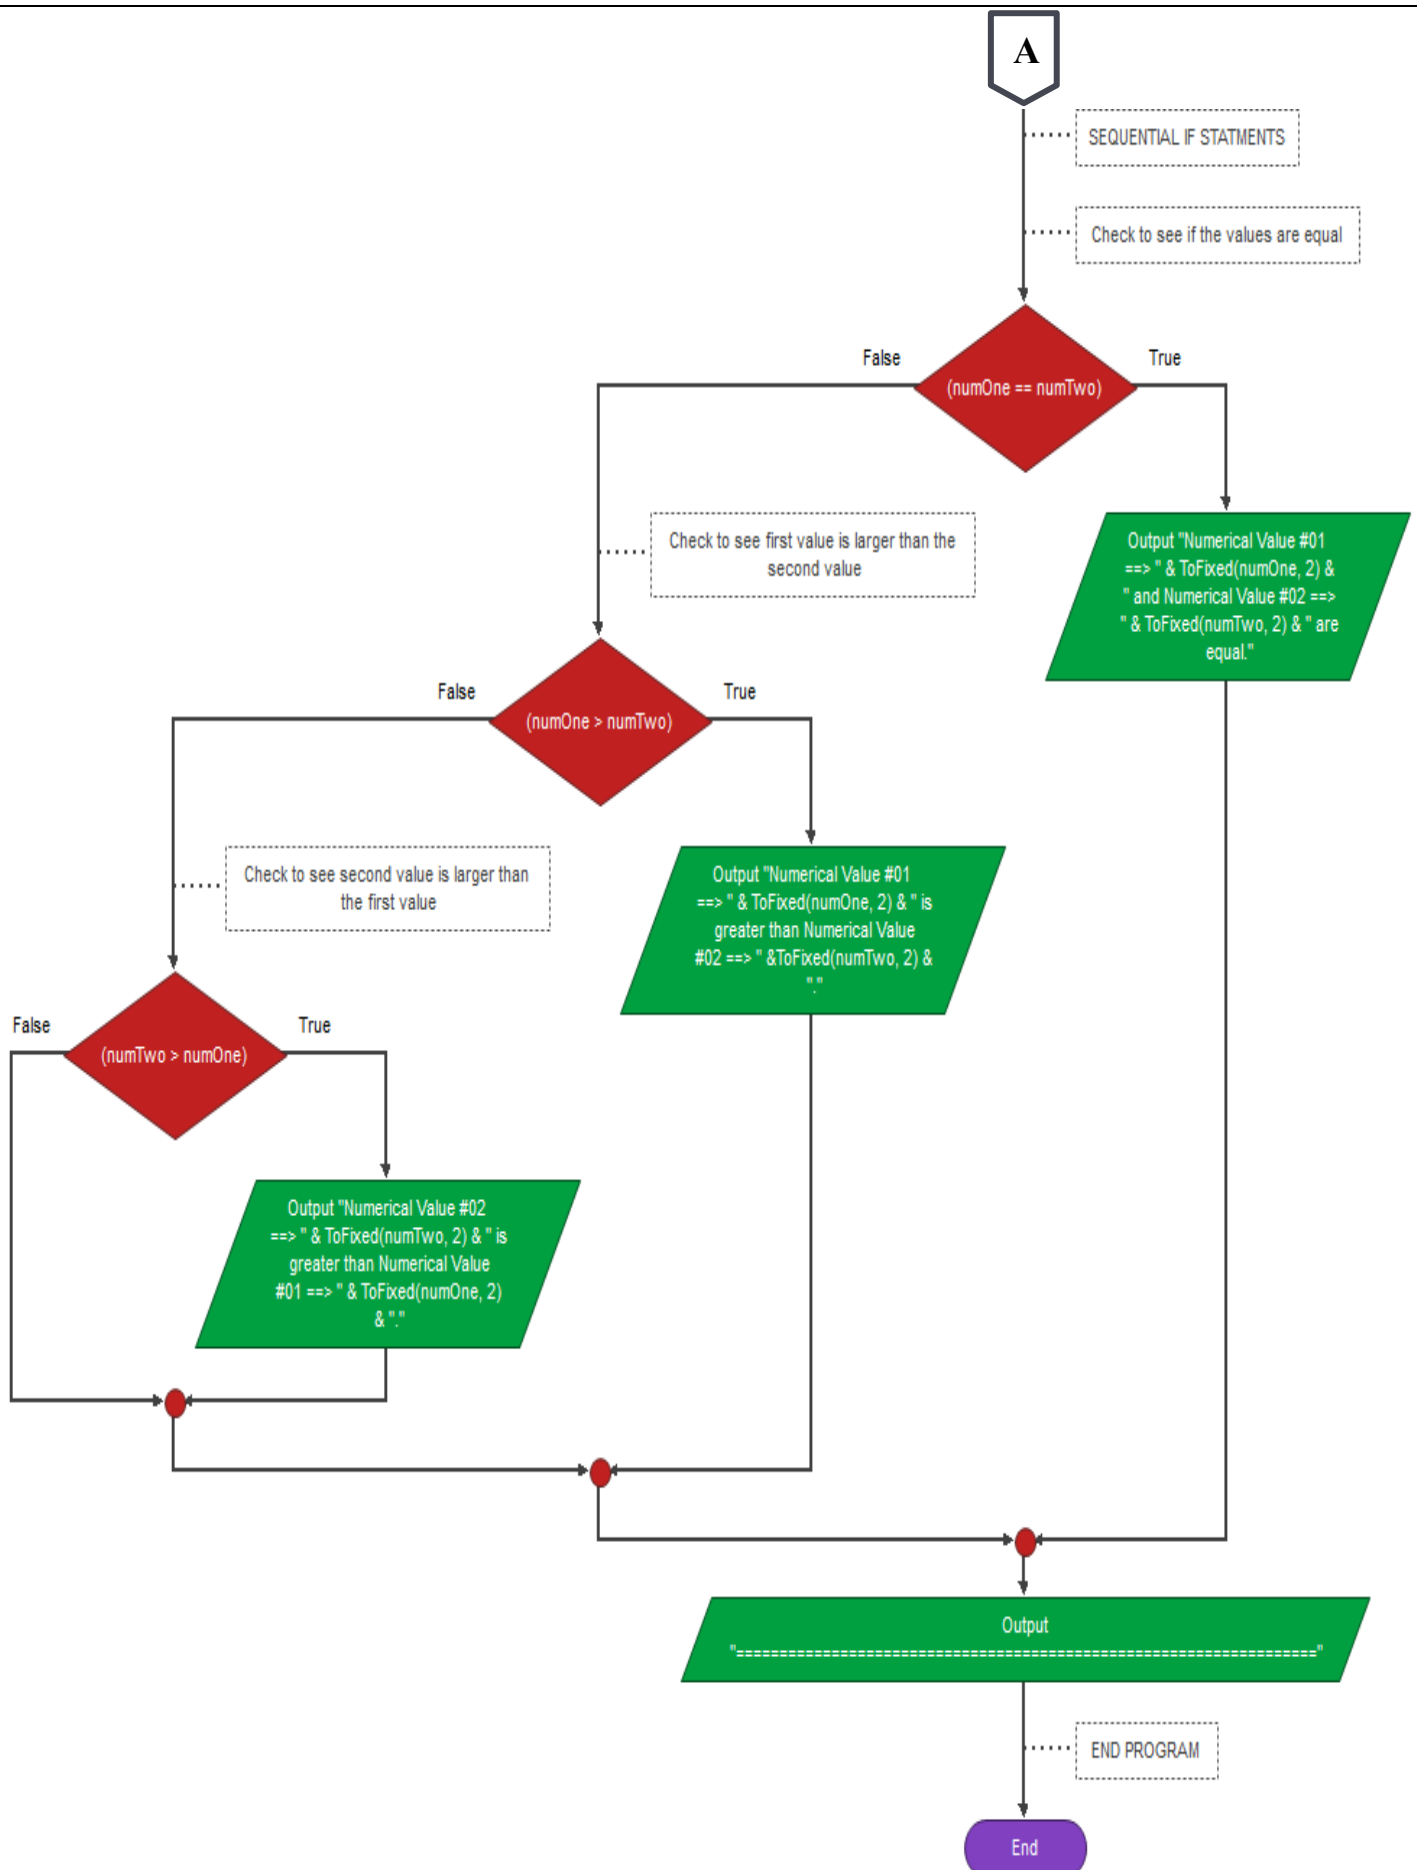 A
SEQUENTIAL IF STATMENTS
Check to see if the values are equal
False
True
(numOne == numTwo)
Check to see first value is larger than the
second value
Output "Numerical Value #01
==> " & ToFixed(numOne, 2) &
" and Numerical Value #02 ==>
" & ToFixed(numTwo, 2) & " are
equal."
False
True
(numOne > numTwo)
Check to see second value is larger than
the first value
Output "Numerical Value #01
==> " & ToFixed(numOne, 2) & " is
greater than Numerical Value
#02 ==> " &ToFixed(numTwo, 2) &
"."
False
True
(numTwo > numOne)
Output "Numerical Value #02
==> " & ToFixed(numTwo, 2) & " is
greater than Numerical Value
#01 ==> " & ToFixed(numOne, 2)
& "."
Output
"===================================================================="
END PROGRAM
End